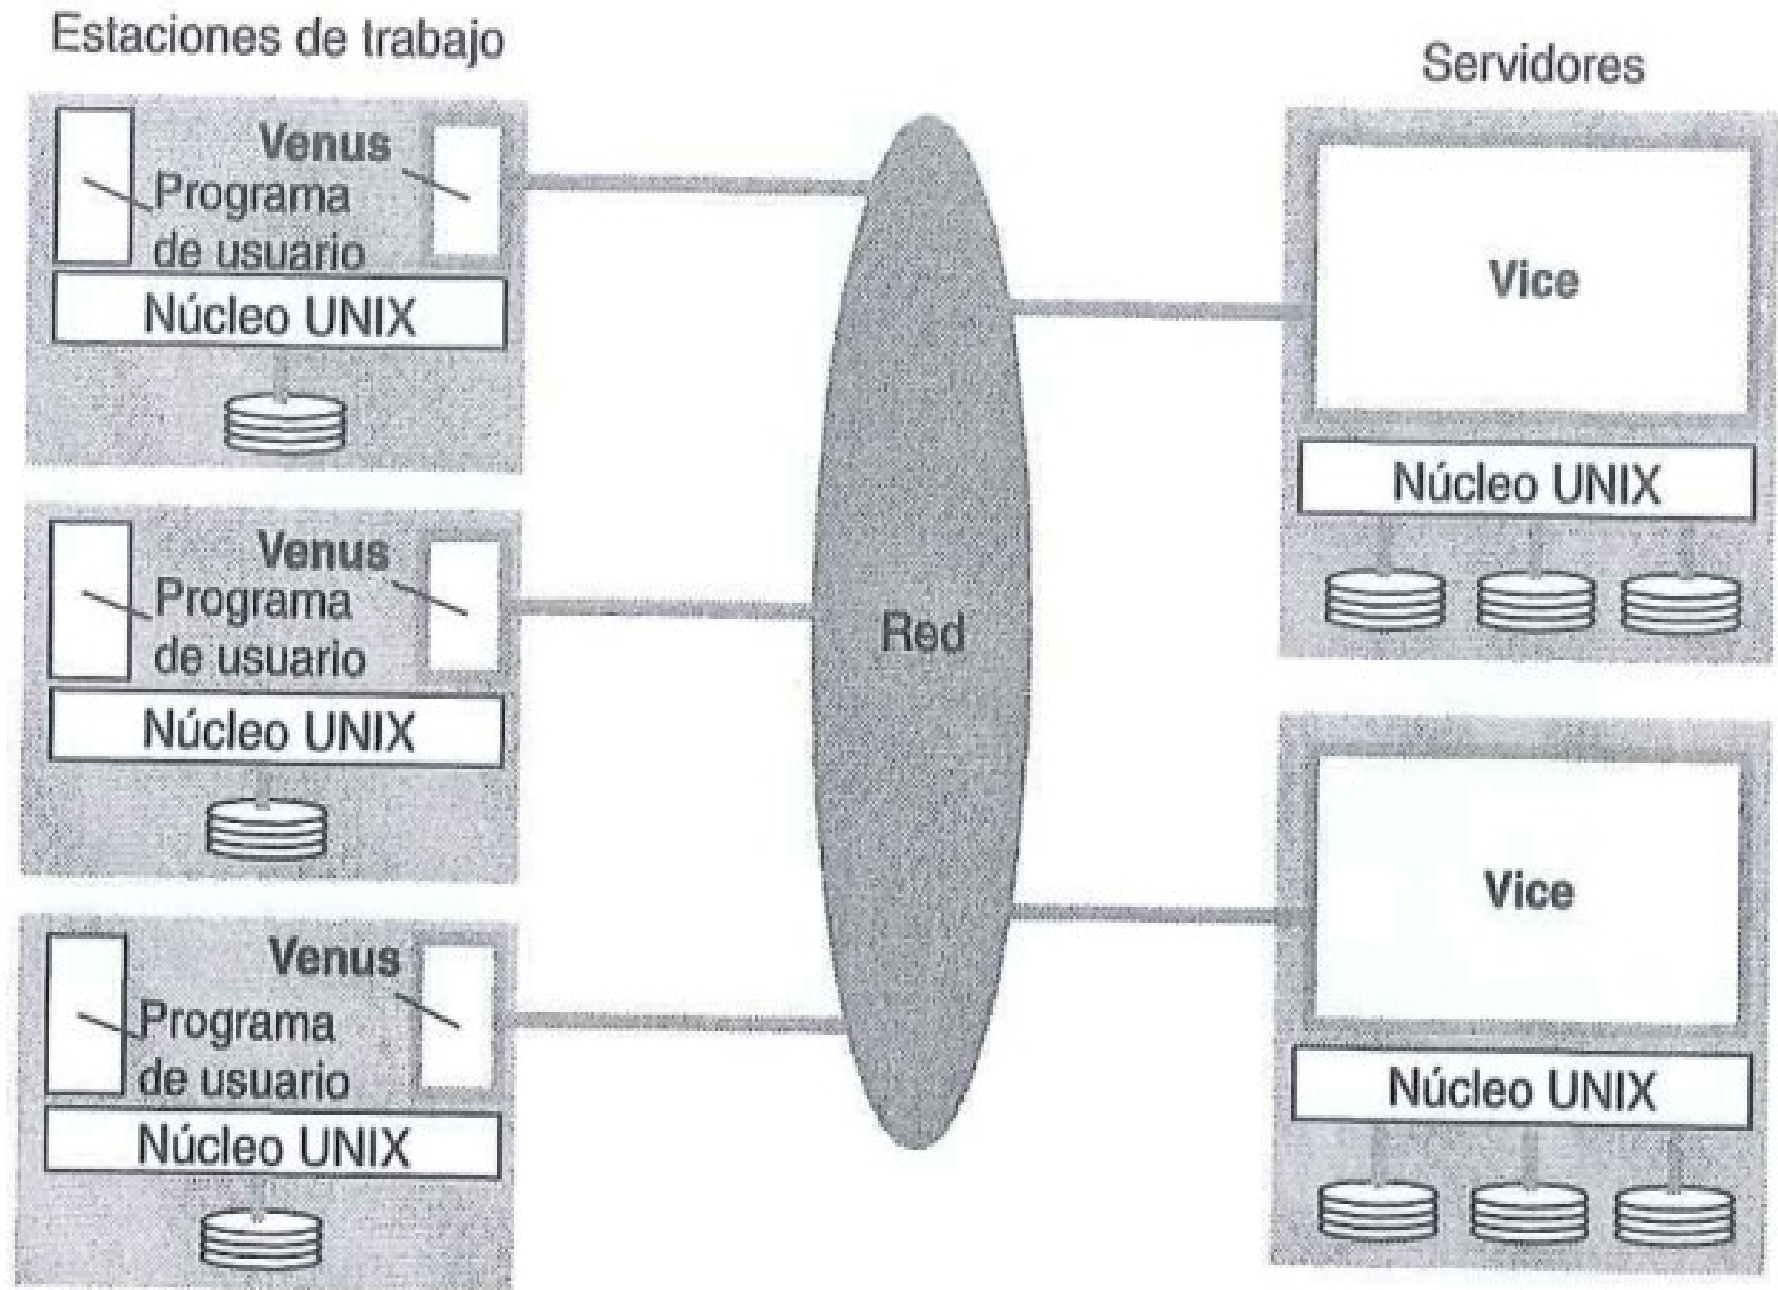 Estaciones de trabajo
Venus
Programa
de usuario
Núcleo UNIX
Venus
Programa
de usuario
Núcleo UNIX
Venus
Programa
de usuario
Núcleo UNIX
Red
Servidores
Vice
Núcleo UNIX
Vice
Núcleo UNIX